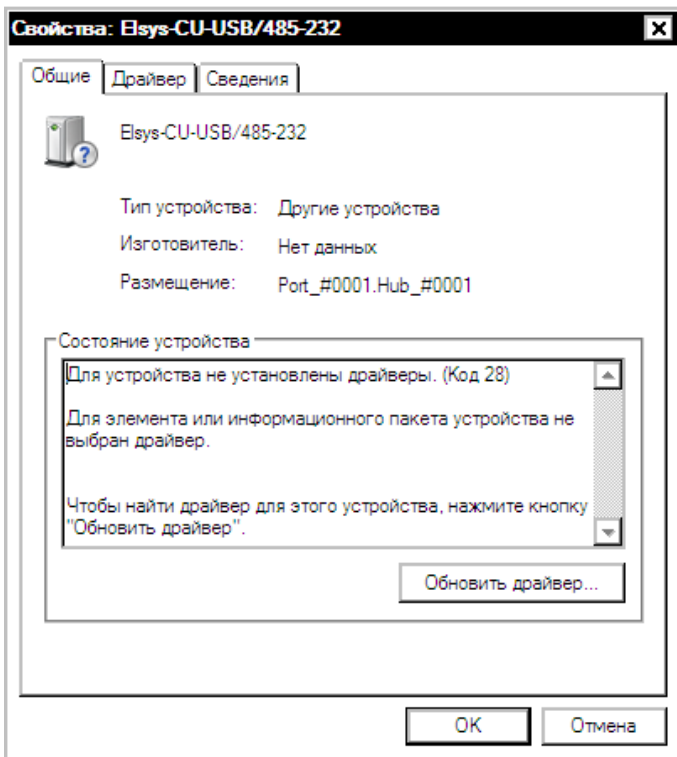 Свойства: Elsys-CU-USB/485-232
Общие Драйвер Сведения
Elsys-CU-USB/485-232
Тип устройства: Другие устройства
Изготовитель: Нет данных
Размещение: Port_#0001.Hub_#0001
Состояние устройства
Для устройства не установлены драйверы. (Код 28)
Для элемента или информационного пакета устройства не
выбран драйвер.
Чтобы найти драйвер для этого устройства, нажмите кнопку
"Обновить драйвер".
Обновить драйвер...
OK Отмена